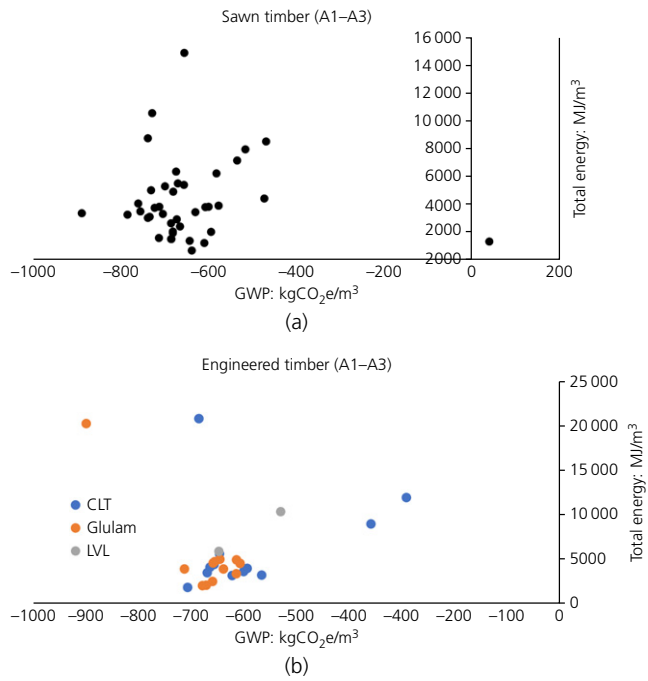 Sawn timber (A1–A3)
16 000
14 000
12 000
10 000
8000
6000
4000
2000
2000
Total energy: MJ/m³
–1000 –800 –600 –400 –200 0 200
GWP: kgCO₂e/m³
(a)
Engineered timber (A1–A3)
25 000
20 000
15 000
10 000
5000
0
Total energy: MJ/m³
CLT
Glulam
LVL
–1000 –900 –800 –700 –600 –500 –400 –300 –200 –100 0
GWP: kgCO₂e/m³
(b)